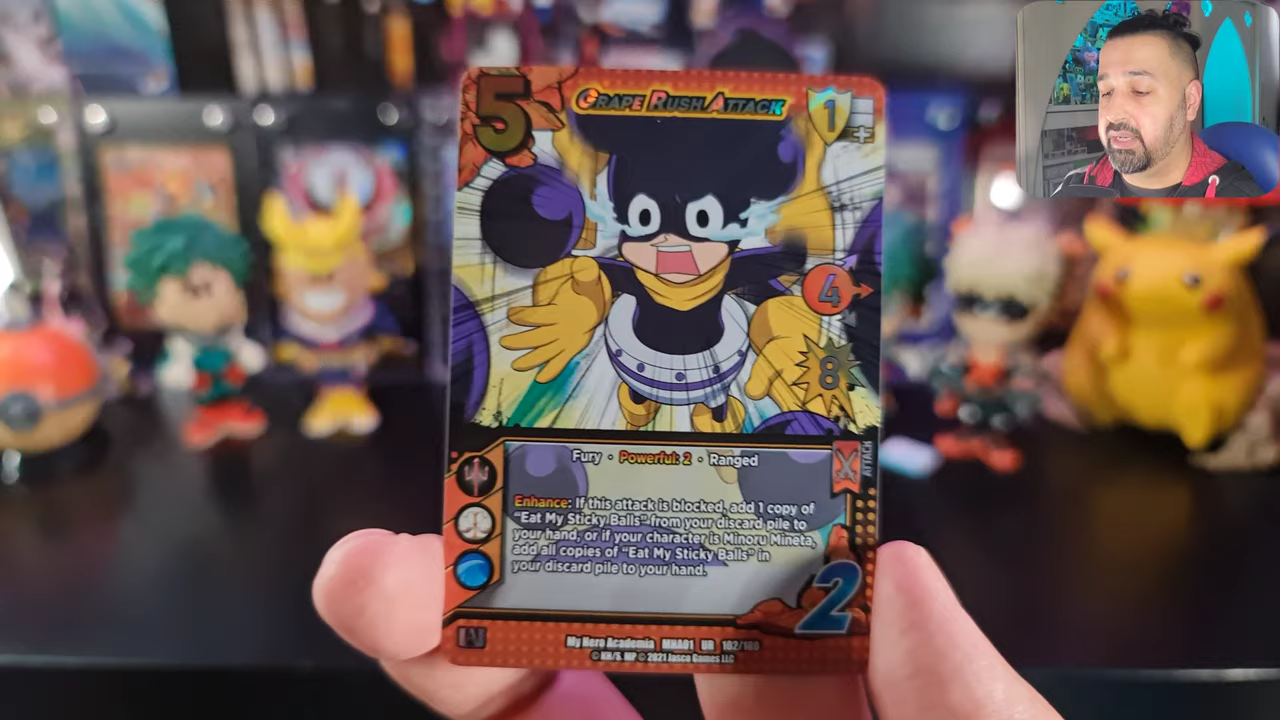 5
GRAPE RUSH ATTACK
1
+
4
8
ATTACK
Fury · Powerful: 2 · Ranged
Enhance: If this attack is blocked, add 1 copy of
"Eat My Sticky Balls" from your discard pile to
your hand, or if your character is Minoru Mineta,
add all copies of "Eat My Sticky Balls" in
your discard pile to your hand.
2
My Hero Academia MHA01 UR
© KH/S, MP © 2021 Jasco Games LLC